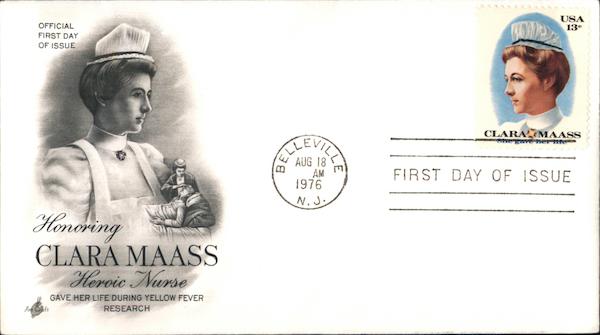 OFFICIAL
FIRST DAY
OF ISSUE
Honoring
CLARA MAASS
Heroic Nurse
GAVE HER LIFE DURING YELLOW FEVER
RESEARCH
ArtCraft
BELLEVILLE
AUG 18
AM
1976
N. J.
FIRST DAY OF ISSUE
USA
13c
CLARA MAASS
She gave her life